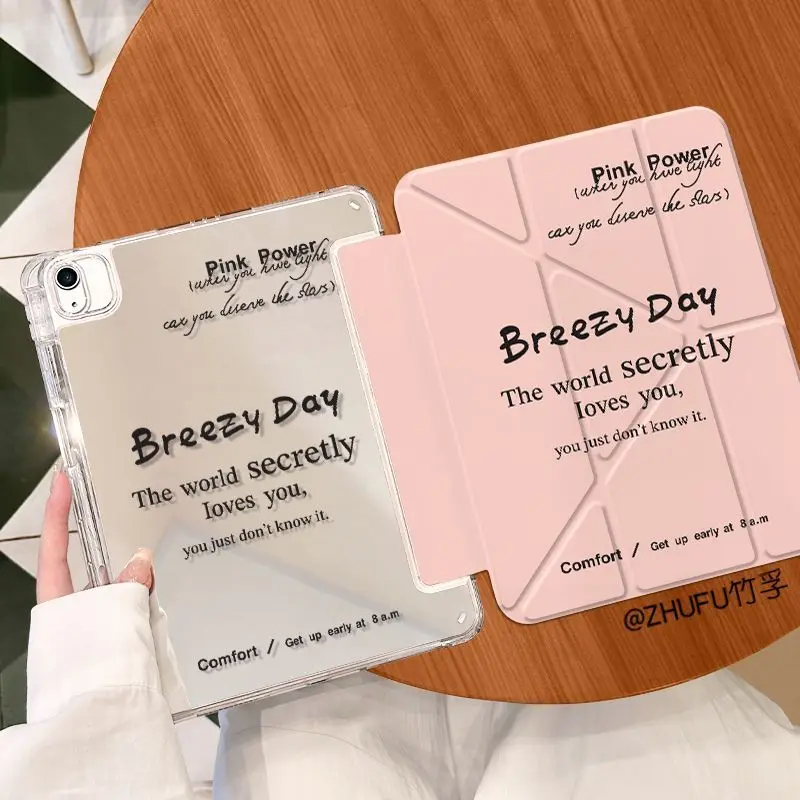 Pink Power
(when you have light
can you deserve the stars)
Breezy Day
The world secretly
loves you,
you just don't know it.
Comfort / Get up early at 8 a.m
Pink Power
(when you have light
can you deserve the stars)
Breezy Day
The world secretly
loves you,
you just don't know it.
Comfort / Get up early at 8 a.m
@ZHUFU竹孚